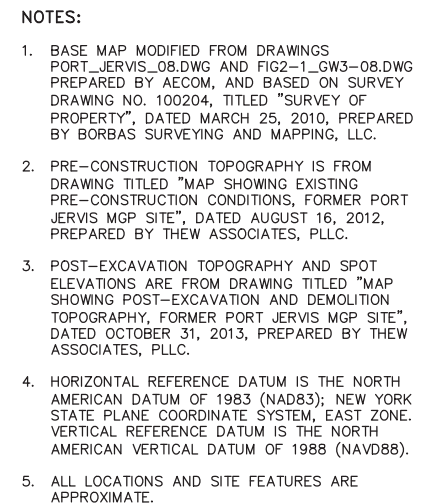 NOTES:
1. BASE MAP MODIFIED FROM DRAWINGS
PORT_JERVIS_08.DWG AND FIG2-1_GW3-08.DWG
PREPARED BY AECOM, AND BASED ON SURVEY
DRAWING NO. 100204, TITLED "SURVEY OF
PROPERTY", DATED MARCH 25, 2010, PREPARED
BY BORBAS SURVEYING AND MAPPING, LLC.
2. PRE-CONSTRUCTION TOPOGRAPHY IS FROM
DRAWING TITLED "MAP SHOWING EXISTING
PRE-CONSTRUCTION CONDITIONS, FORMER PORT
JERVIS MGP SITE", DATED AUGUST 16, 2012,
PREPARED BY THEW ASSOCIATES, PLLC.
3. POST-EXCAVATION TOPOGRAPHY AND SPOT
ELEVATIONS ARE FROM DRAWING TITLED "MAP
SHOWING POST-EXCAVATION AND DEMOLITION
TOPOGRAPHY, FORMER PORT JERVIS MGP SITE",
DATED OCTOBER 31, 2013, PREPARED BY THEW
ASSOCIATES, PLLC.
4. HORIZONTAL REFERENCE DATUM IS THE NORTH
AMERICAN DATUM OF 1983 (NAD83); NEW YORK
STATE PLANE COORDINATE SYSTEM, EAST ZONE.
VERTICAL REFERENCE DATUM IS THE NORTH
AMERICAN VERTICAL DATUM OF 1988 (NAVD88).
5. ALL LOCATIONS AND SITE FEATURES ARE
APPROXIMATE.